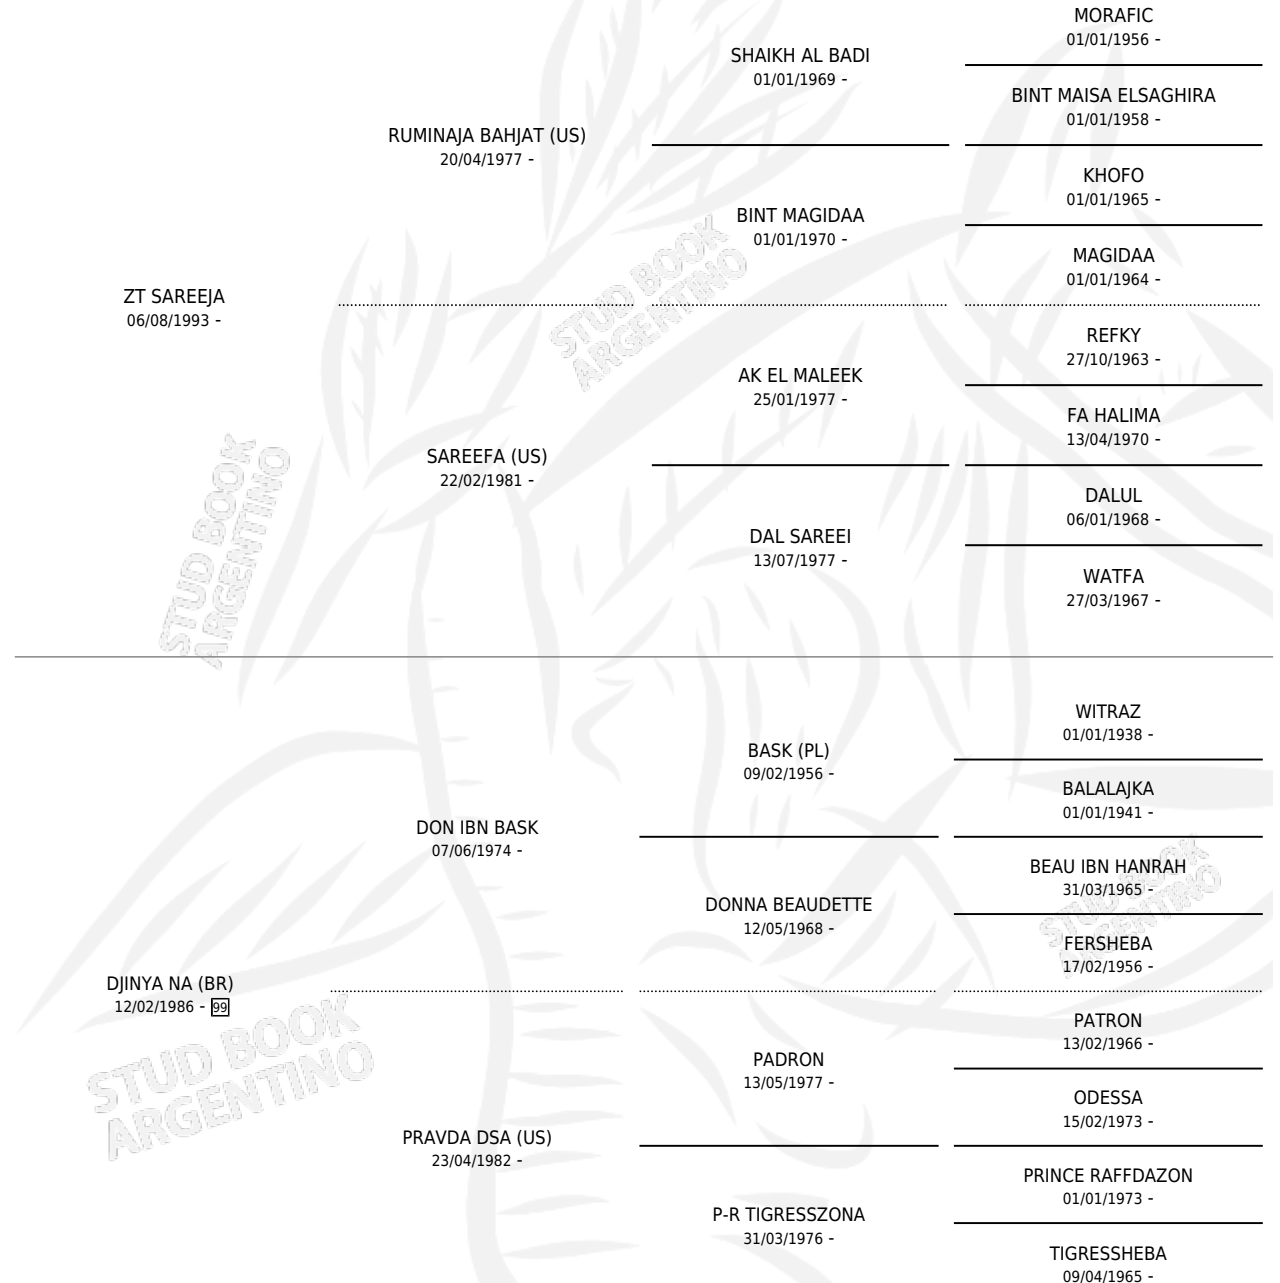 MORAFIC
01/01/1956 -
SHAIKH AL BADI
01/01/1969 -
BINT MAISA ELSAGHIRA
01/01/1958 -
RUMINAJA BAHJAT (US)
20/04/1977 -
KHOFO
01/01/1965 -
BINT MAGIDAA
01/01/1970 -
MAGIDAA
01/01/1964 -
ZT SAREEJA
06/08/1993 -
REFKY
27/10/1963 -
AK EL MALEEK
25/01/1977 -
FA HALIMA
13/04/1970 -
SAREEFA (US)
22/02/1981 -
DALUL
06/01/1968 -
DAL SAREEI
13/07/1977 -
WATFA
27/03/1967 -
WITRAZ
01/01/1938 -
BASK (PL)
09/02/1956 -
BALALAJKA
01/01/1941 -
DON IBN BASK
07/06/1974 -
BEAU IBN HANRAH
31/03/1965 -
DONNA BEAUDETTE
12/05/1968 -
FERSHEBA
17/02/1956 -
DJINYA NA (BR)
12/02/1986 - 99
PATRON
13/02/1966 -
PADRON
13/05/1977 -
ODESSA
15/02/1973 -
PRAVDA DSA (US)
23/04/1982 -
PRINCE RAFFDAZON
01/01/1973 -
P-R TIGRESSZONA
31/03/1976 -
TIGRESSHEBA
09/04/1965 -
STUD BOOK
ARGENTINO
STUD BOOK
ARGENTINO
STUD BOOK
ARGENTINO
STUD BOOK
ARGENTINO